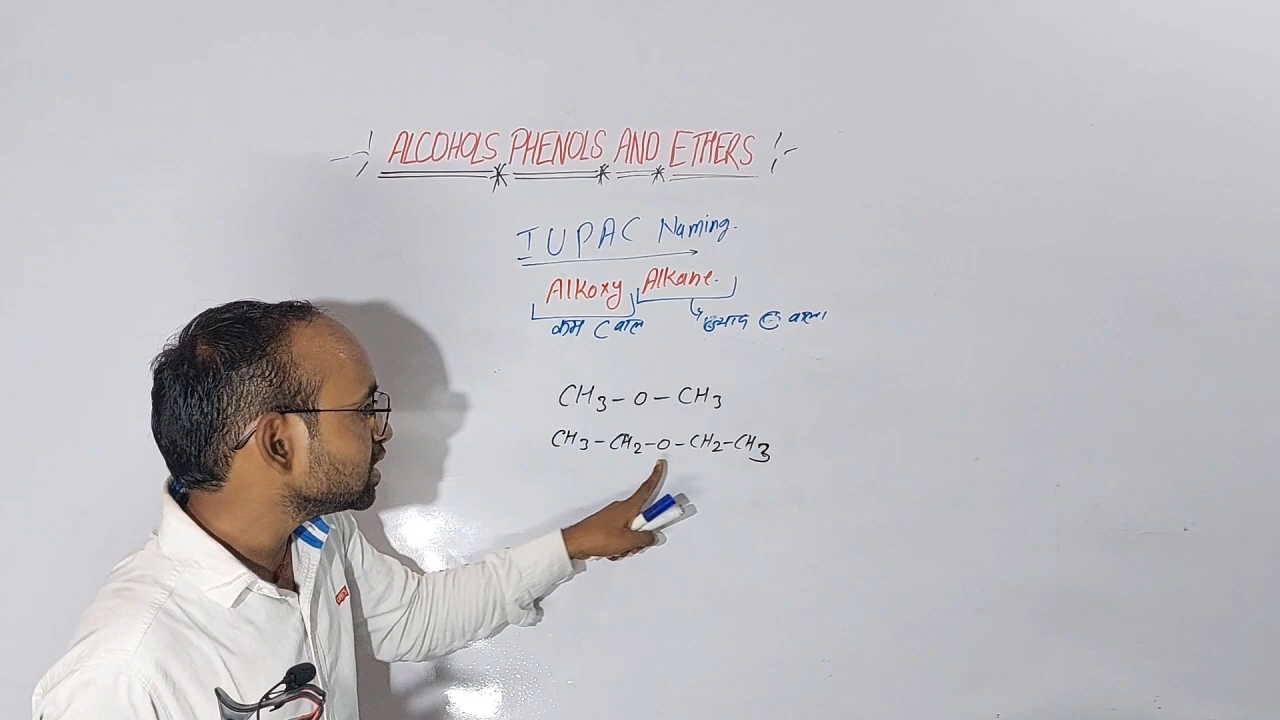 ALCOHOLS PHENOLS AND ETHERS
IUPAC Naming.
Alkoxy Alkane.
कम C वाला
CH3-O-CH3
CH3-CH2-O-CH2-CH3